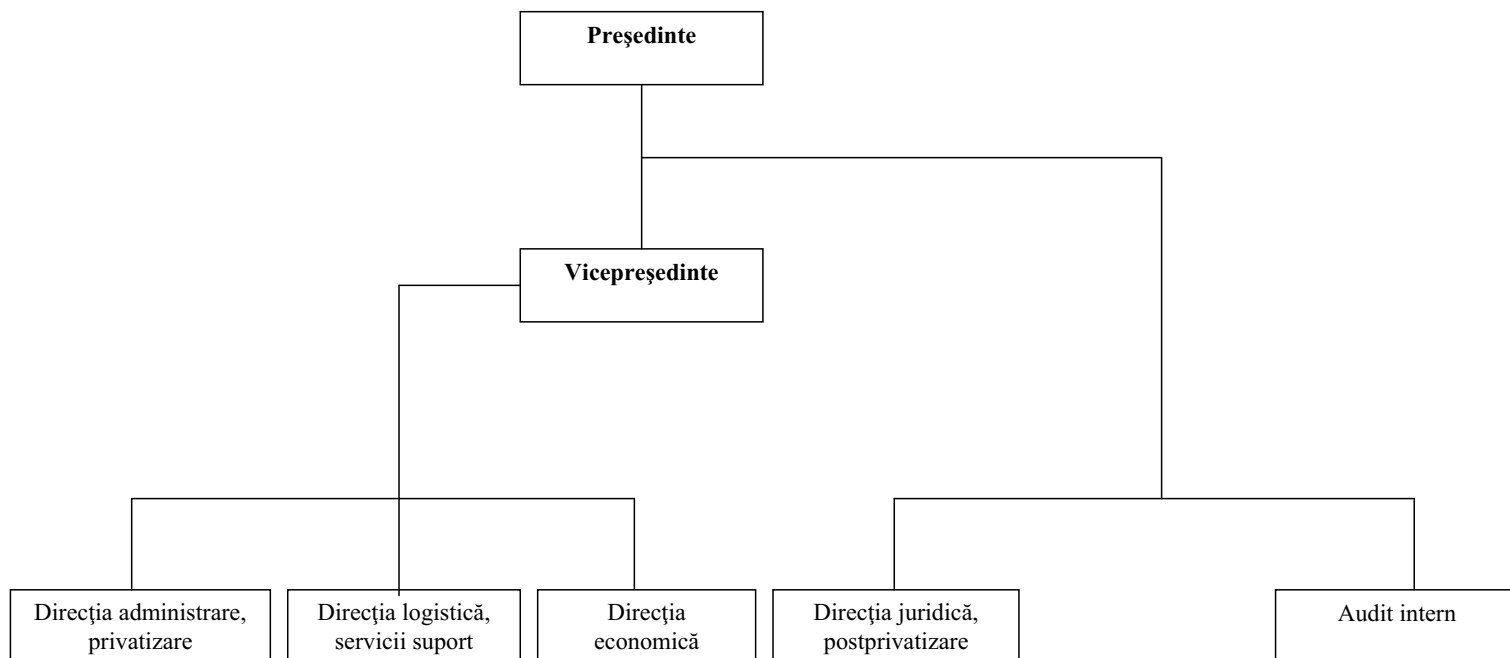 Preşedinte
Vicepreşedinte
Direcţia administrare,
privatizare
Direcţia logistică,
servicii suport
Direcţia
economică
Direcţia juridică,
postprivatizare
Audit intern